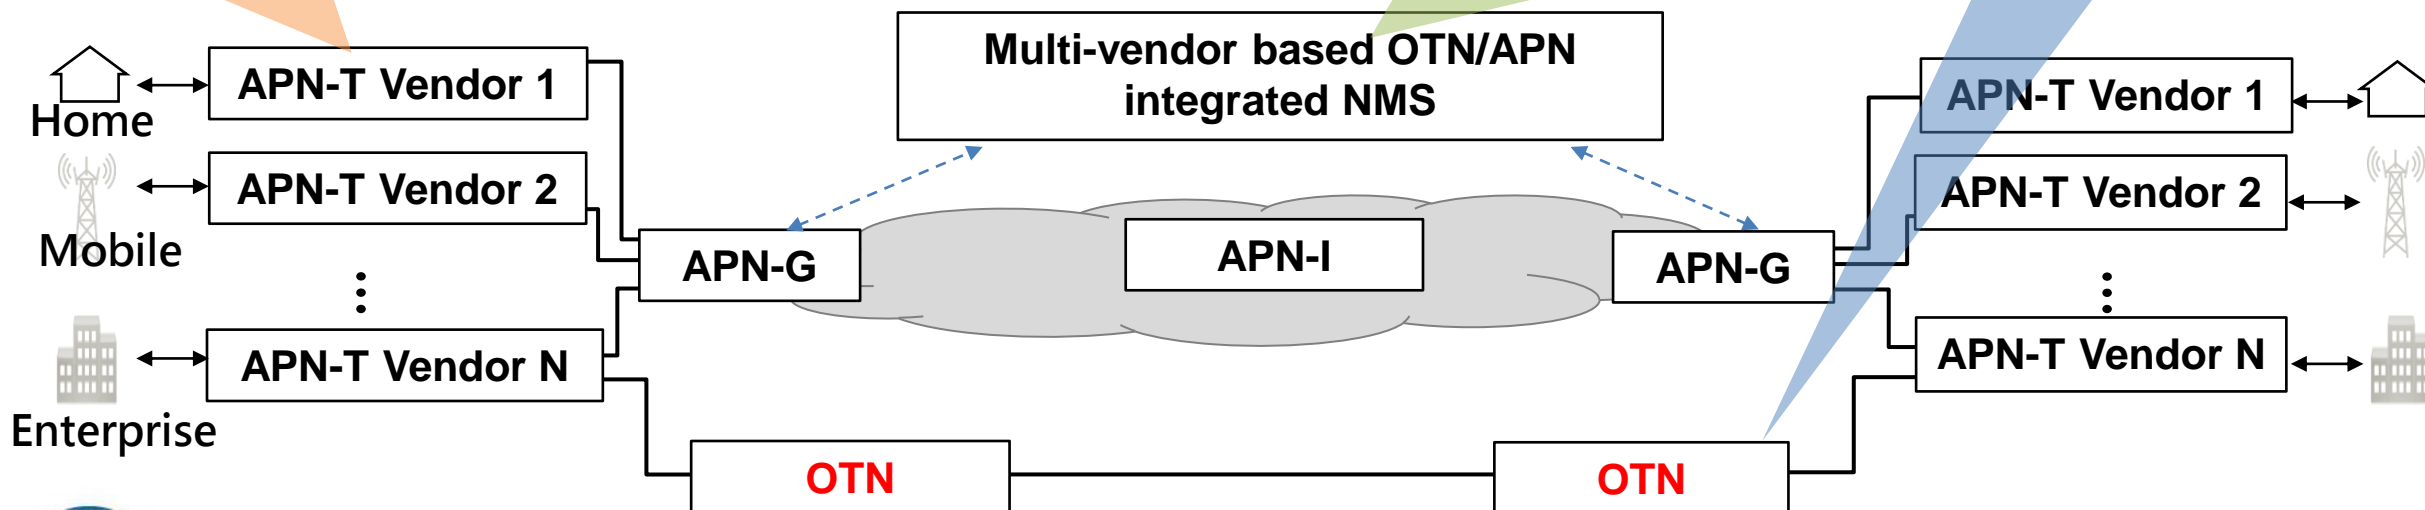 Multi-vendor based OTN/APN
integrated NMS
APN-T Vendor 1
Home
APN-T Vendor 2
Mobile
⋮
APN-T Vendor N
Enterprise
APN-G
APN-I
APN-G
APN-T Vendor 1
APN-T Vendor 2
⋮
APN-T Vendor N
OTN
OTN